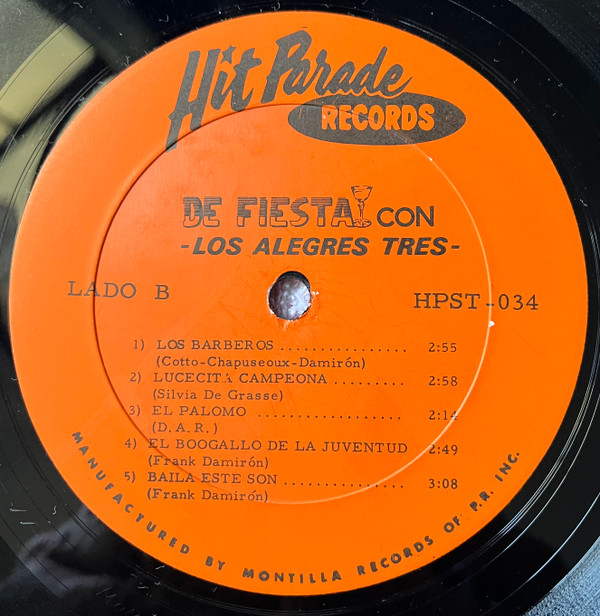 Hit Parade
RECORDS
DE FIESTA CON
-LOS ALEGRES TRES-
LADO B
HPST-034
1) LOS BARBEROS ................ 2:55
(Cotto-Chapuseoux-Damirón)
2) LUCECITA CAMPEONA ......... 2:58
(Silvia De Grasse)
3) EL PALOMO .................. 2:14
(D.A.R.)
4) EL BOOGALLO DE LA JUVENTUD 2:49
(Frank Damirón)
5) BAILA ESTE SON ............... 3:08
(Frank Damirón)
MANUFACTURED BY MONTILLA RECORDS OF P.R. INC.